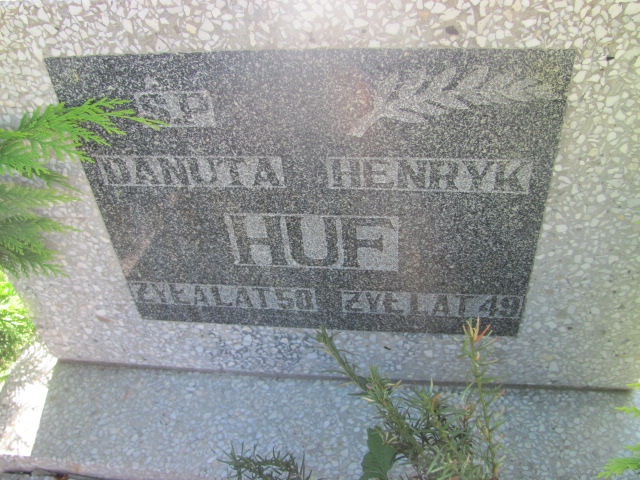 ŚP
DANUTA HENRYK
HUF
ŻYŁA LAT 50 ŻYŁ LAT 49